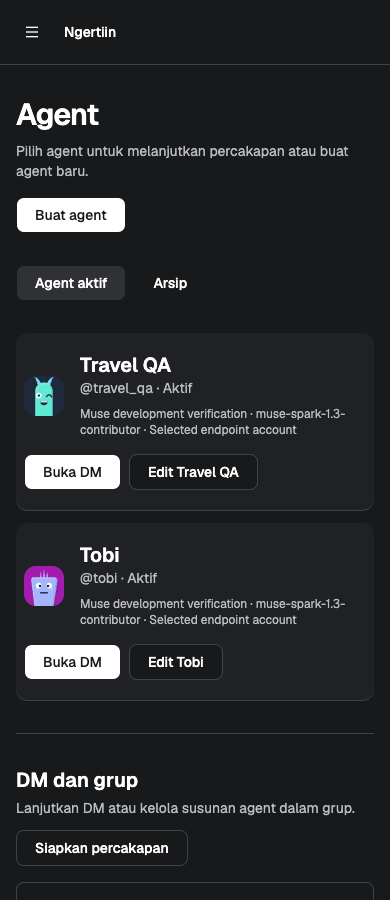 Ngertiin
Agent
Pilih agent untuk melanjutkan percakapan atau buat
agent baru.
Buat agent
Agent aktif
Arsip
Travel QA
@travel_qa · Aktif
Muse development verification · muse-spark-1.3-
contributor · Selected endpoint account
Buka DM
Edit Travel QA
Tobi
@tobi · Aktif
Muse development verification · muse-spark-1.3-
contributor · Selected endpoint account
Buka DM
Edit Tobi
DM dan grup
Lanjutkan DM atau kelola susunan agent dalam grup.
Siapkan percakapan